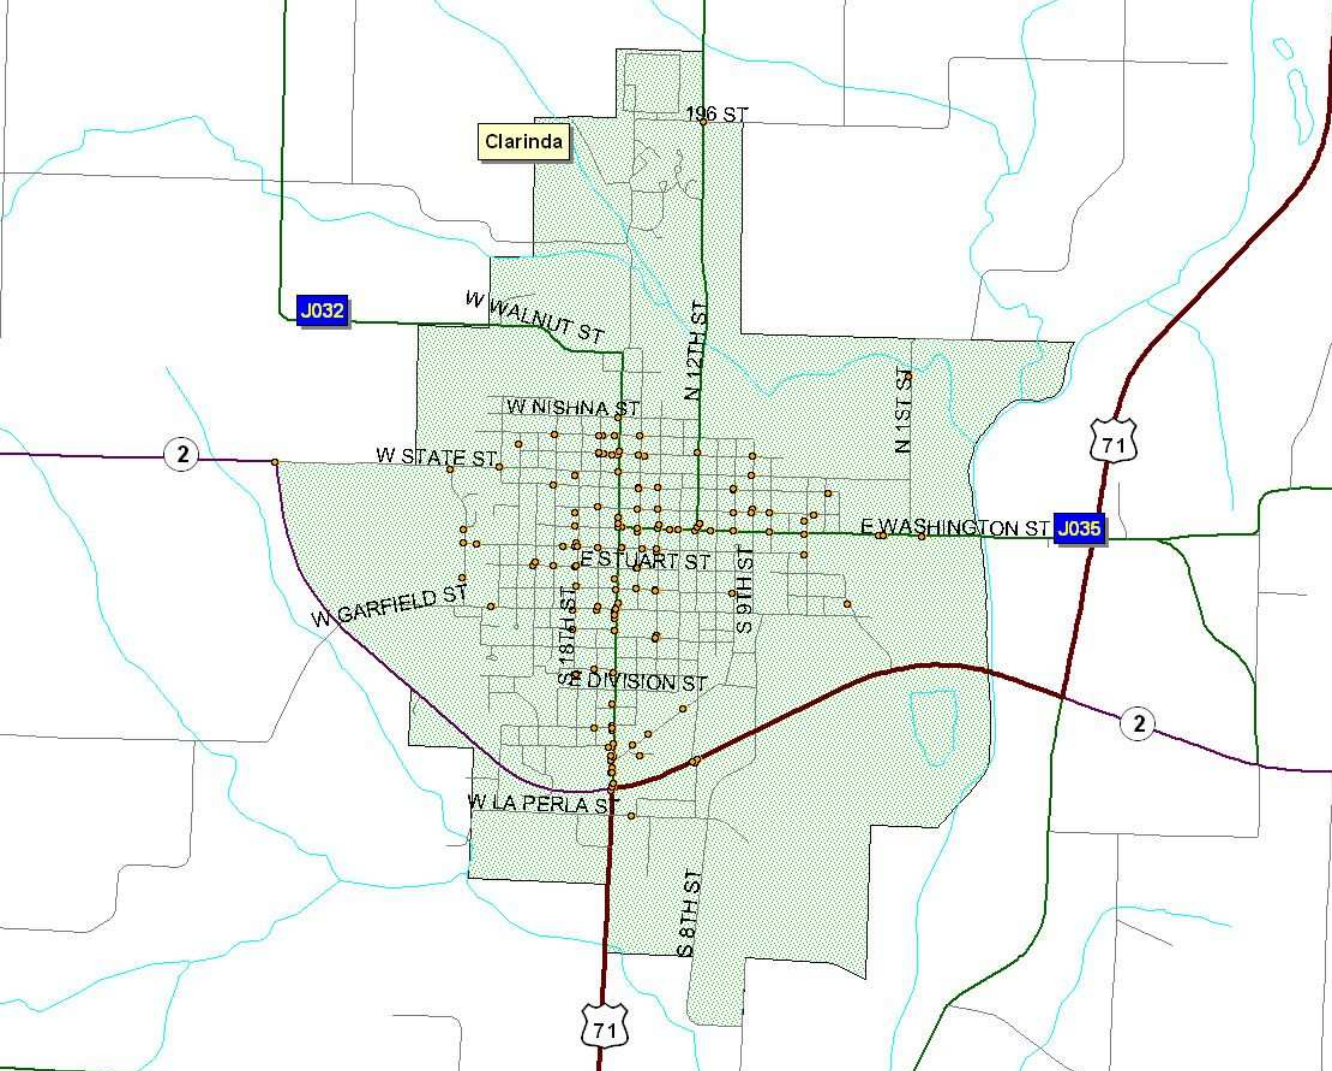 196 ST
Clarinda
J032
W WALNUT ST
N 12TH ST
W NISHNA ST
N 1ST ST
71
2
W STATE ST
E WASHINGTON ST
J035
E STUART ST
S 9TH ST
W GARFIELD ST
S 18TH ST
E DIVISION ST
2
W LA PERLA ST
S 8TH ST
71